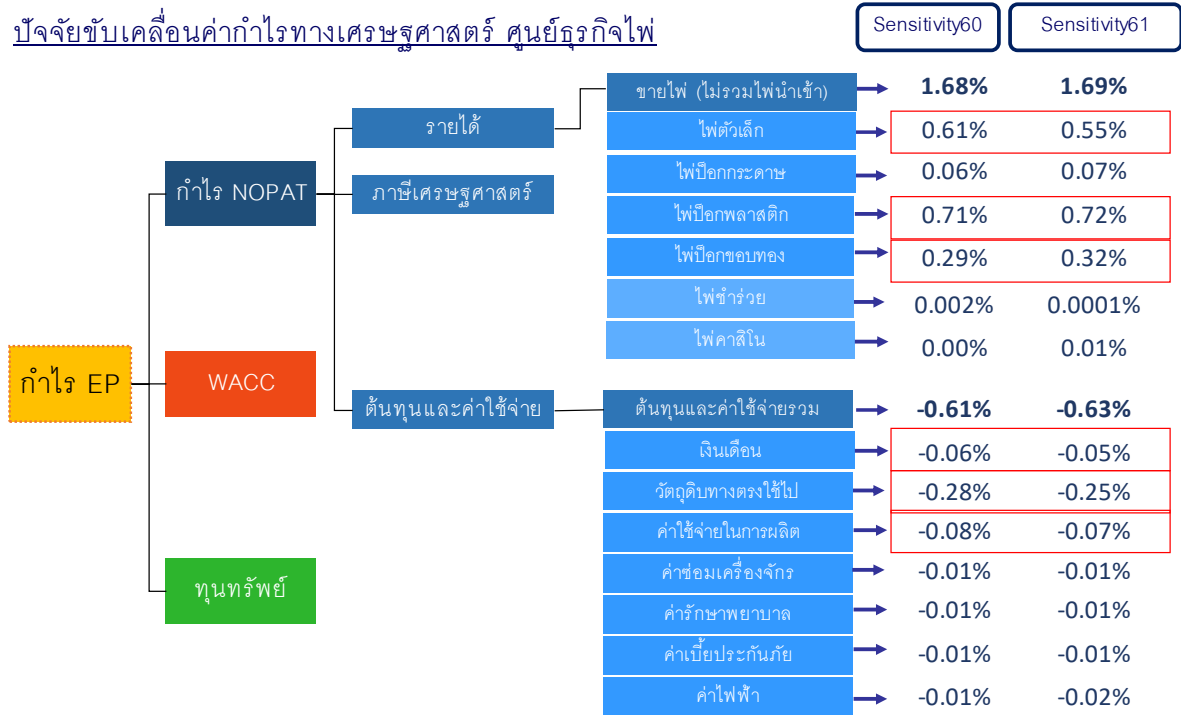 ปัจจัยขับเคลื่อนค่ากำไรทางเศรษฐศาสตร์ ศูนย์ธุรกิจไพ่
Sensitivity60 Sensitivity61
ขายไพ่ (ไม่รวมไพ่นำเข้า) 1.68% 1.69%
รายได้
ไพ่ตัวเล็ก 0.61% 0.55%
ไพ่ป็อกกระดาษ 0.06% 0.07%
กำไร NOPAT
ภาษีเศรษฐศาสตร์
ไพ่ป็อกพลาสติก 0.71% 0.72%
ไพ่ป็อกขอบทอง 0.29% 0.32%
ไพ่ชำร่วย 0.002% 0.0001%
ไพ่คาสิโน 0.00% 0.01%
กำไร EP
WACC
ต้นทุนและค่าใช้จ่าย
ต้นทุนและค่าใช้จ่ายรวม -0.61% -0.63%
เงินเดือน -0.06% -0.05%
วัตถุดิบทางตรงใช้ไป -0.28% -0.25%
ค่าใช้จ่ายในการผลิต -0.08% -0.07%
ทุนทรัพย์
ค่าซ่อมเครื่องจักร -0.01% -0.01%
ค่ารักษาพยาบาล -0.01% -0.01%
ค่าเบี้ยประกันภัย -0.01% -0.01%
ค่าไฟฟ้า -0.01% -0.02%